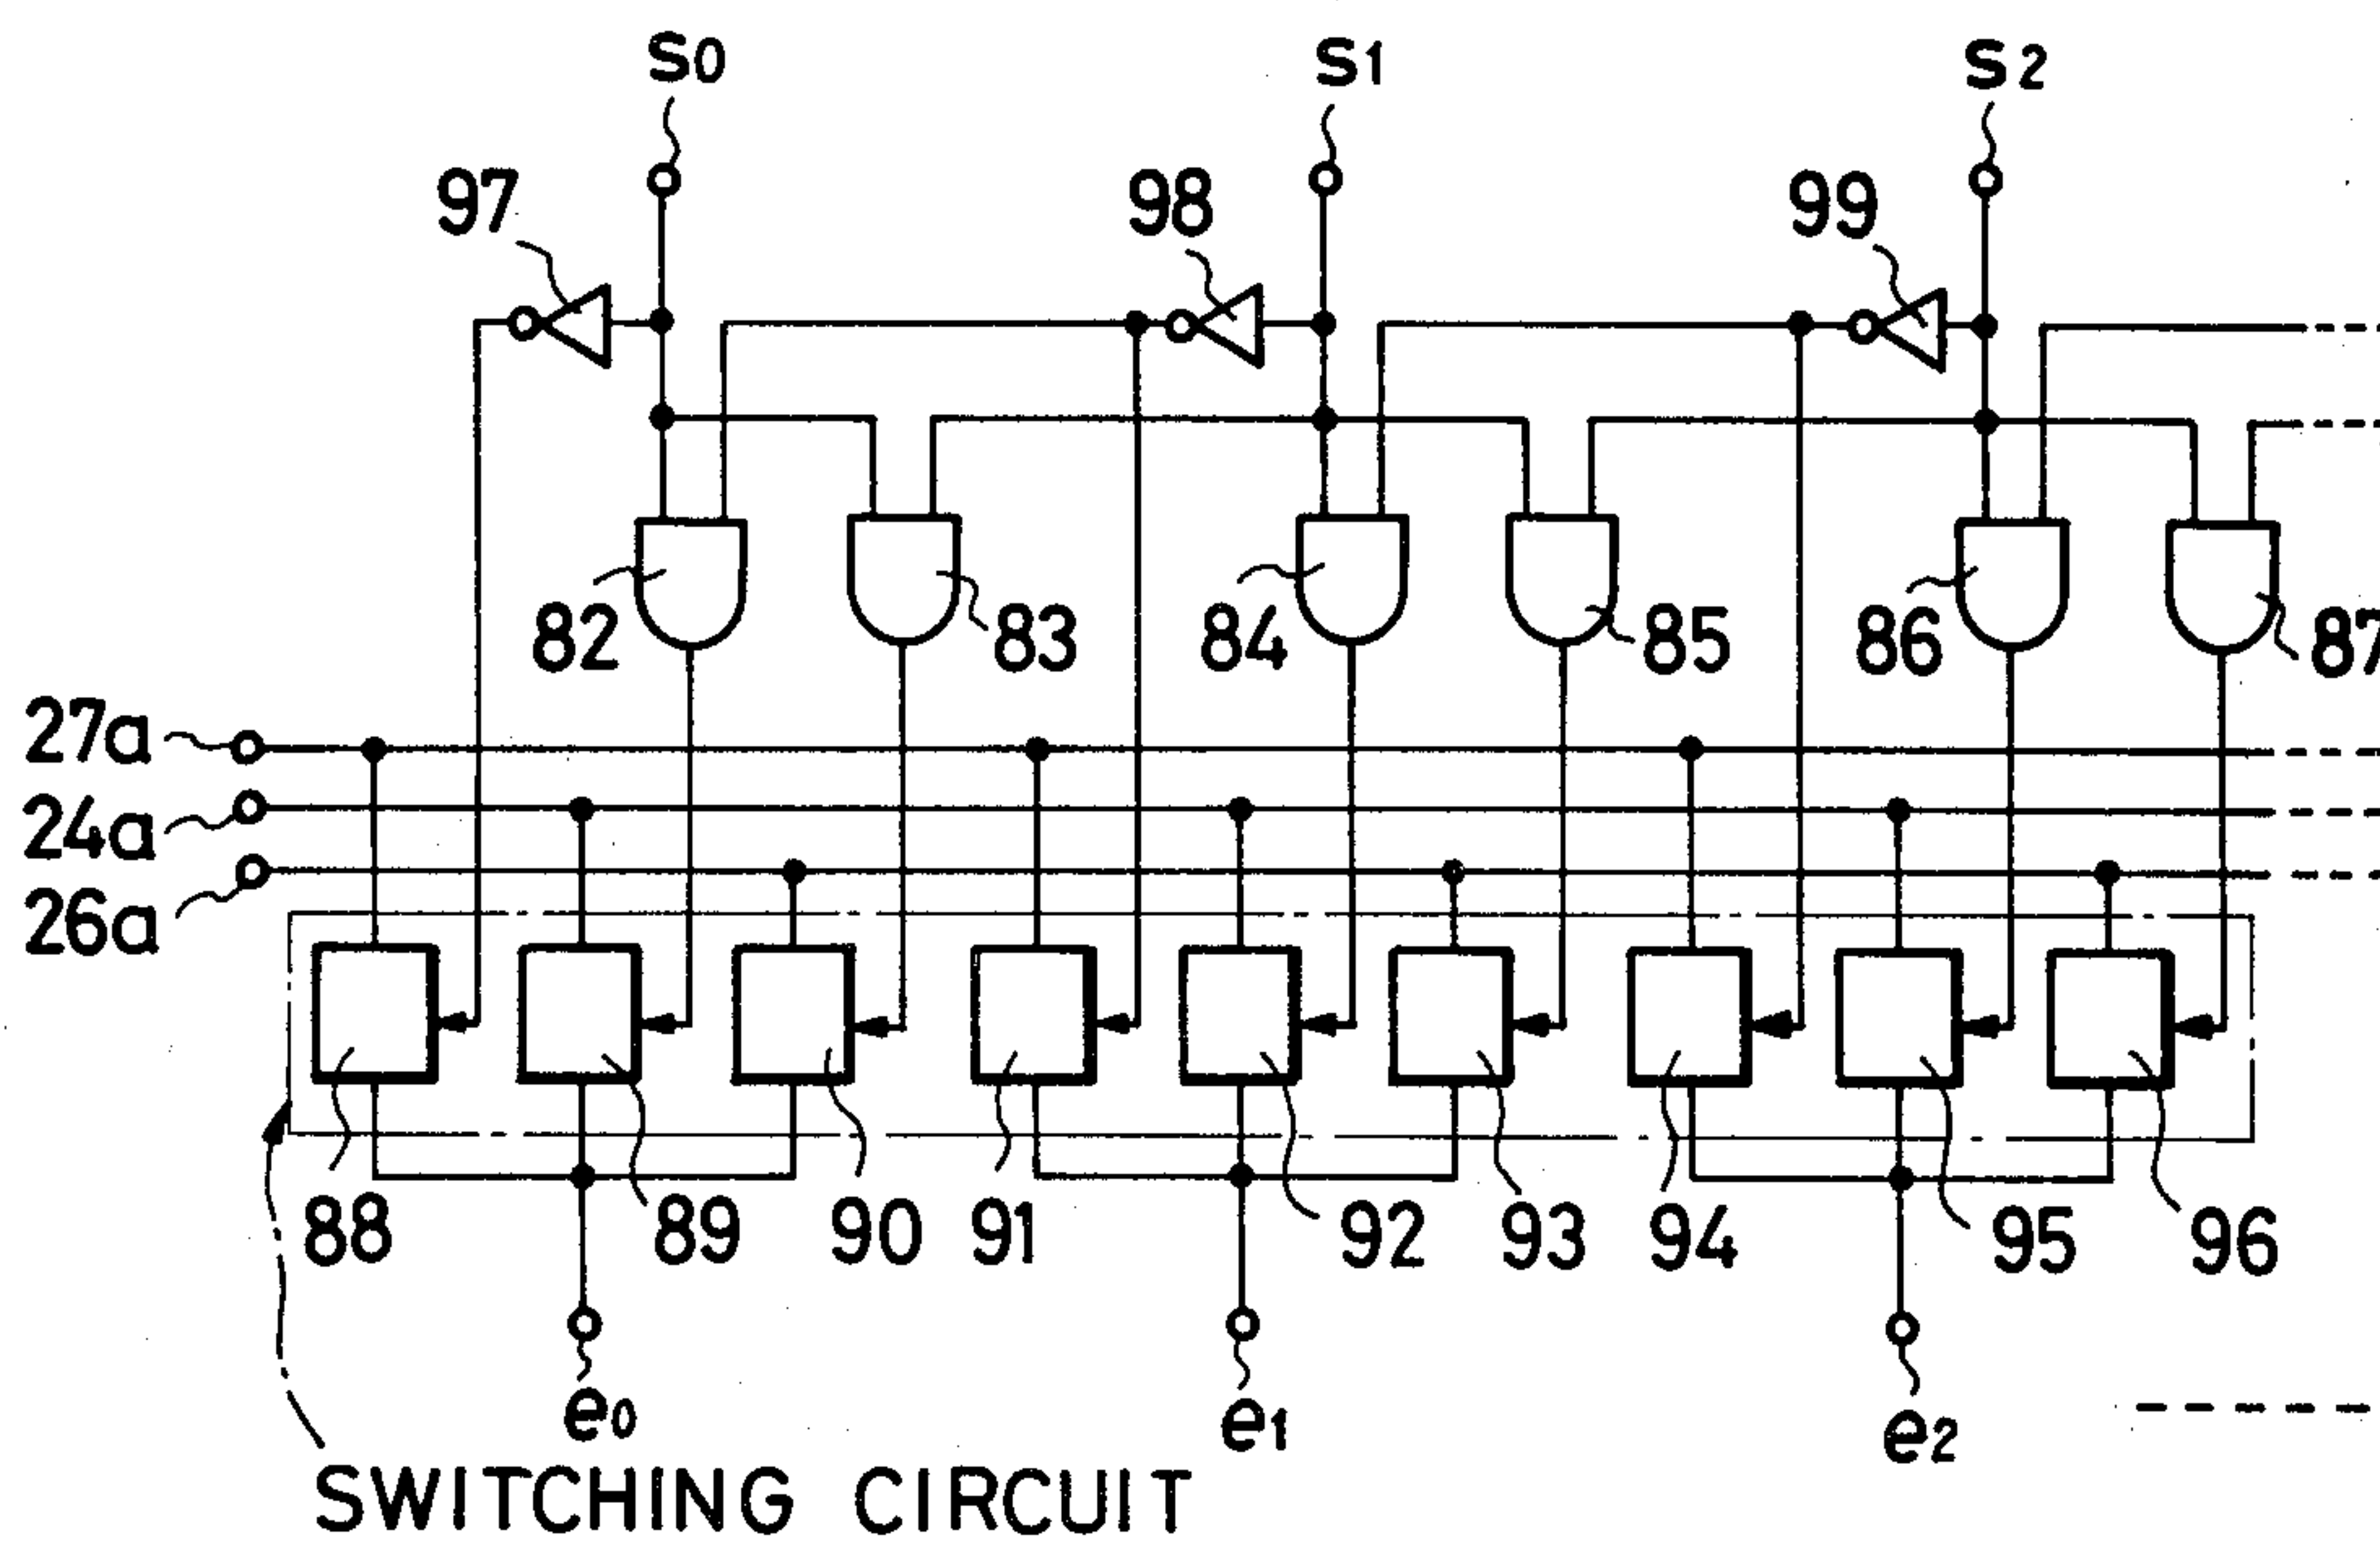 S0 S1 S2
97 98 99
82 83 84 85 86 87
27a
24a
26a
88 89 90 91 92 93 94 95 96
e0 e1 e2
SWITCHING CIRCUIT